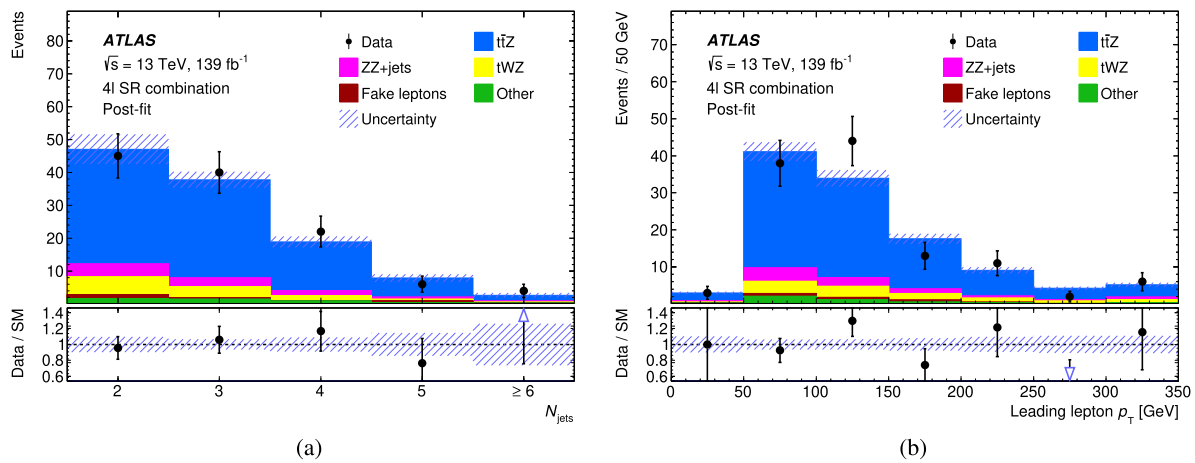 Events
90
80
70
60
50
40
30
20
10
ATLAS
√s = 13 TeV, 139 fb-1
4l SR combination
Post-fit
Data
tt̄Z
ZZ+jets
tWZ
Fake leptons
Other
Uncertainty
Data / SM
1.4
1.2
1
0.8
0.6
2 3 4 5 ≥ 6
Njets
(a)
Events / 50 GeV
70
60
50
40
30
20
10
ATLAS
√s = 13 TeV, 139 fb-1
4l SR combination
Post-fit
Data
tt̄Z
ZZ+jets
tWZ
Fake leptons
Other
Uncertainty
Data / SM
1.4
1.2
1
0.8
0.6
0 50 100 150 200 250 300 350
Leading lepton pT [GeV]
(b)